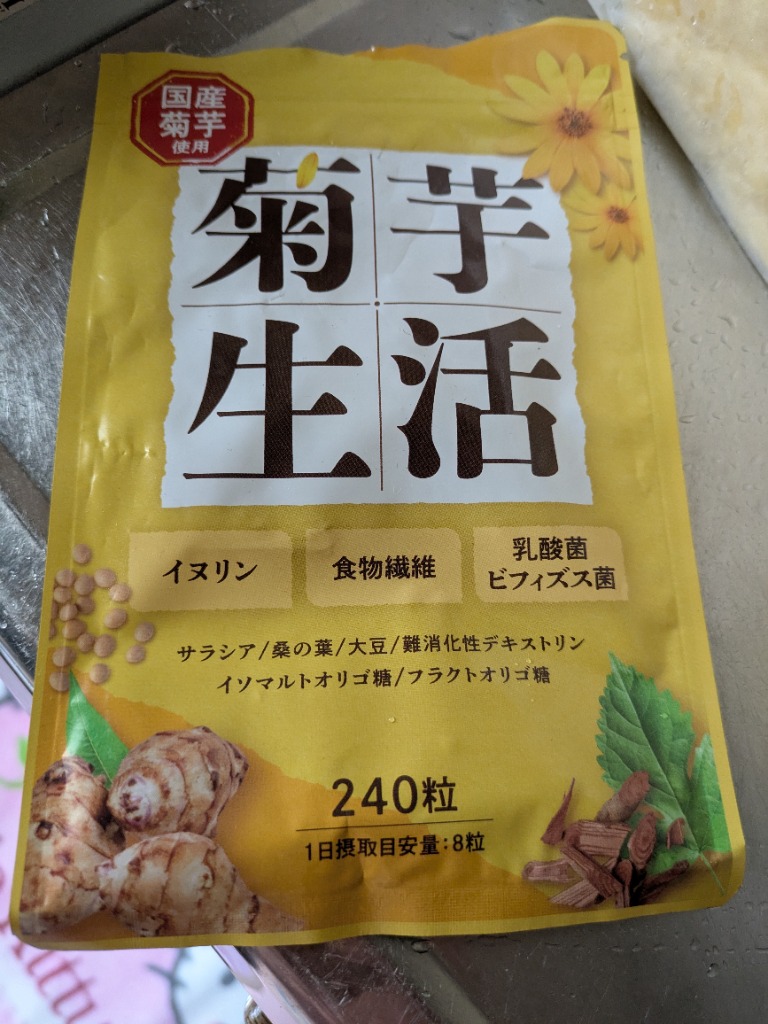 国産
菊芋
使用
菊芋
生活
イヌリン
食物繊維
乳酸菌
ビフィズス菌
サラシア/桑の葉/大豆/難消化性デキストリン
イソマルトオリゴ糖/フラクトオリゴ糖
240粒
1日摂取目安量:8粒